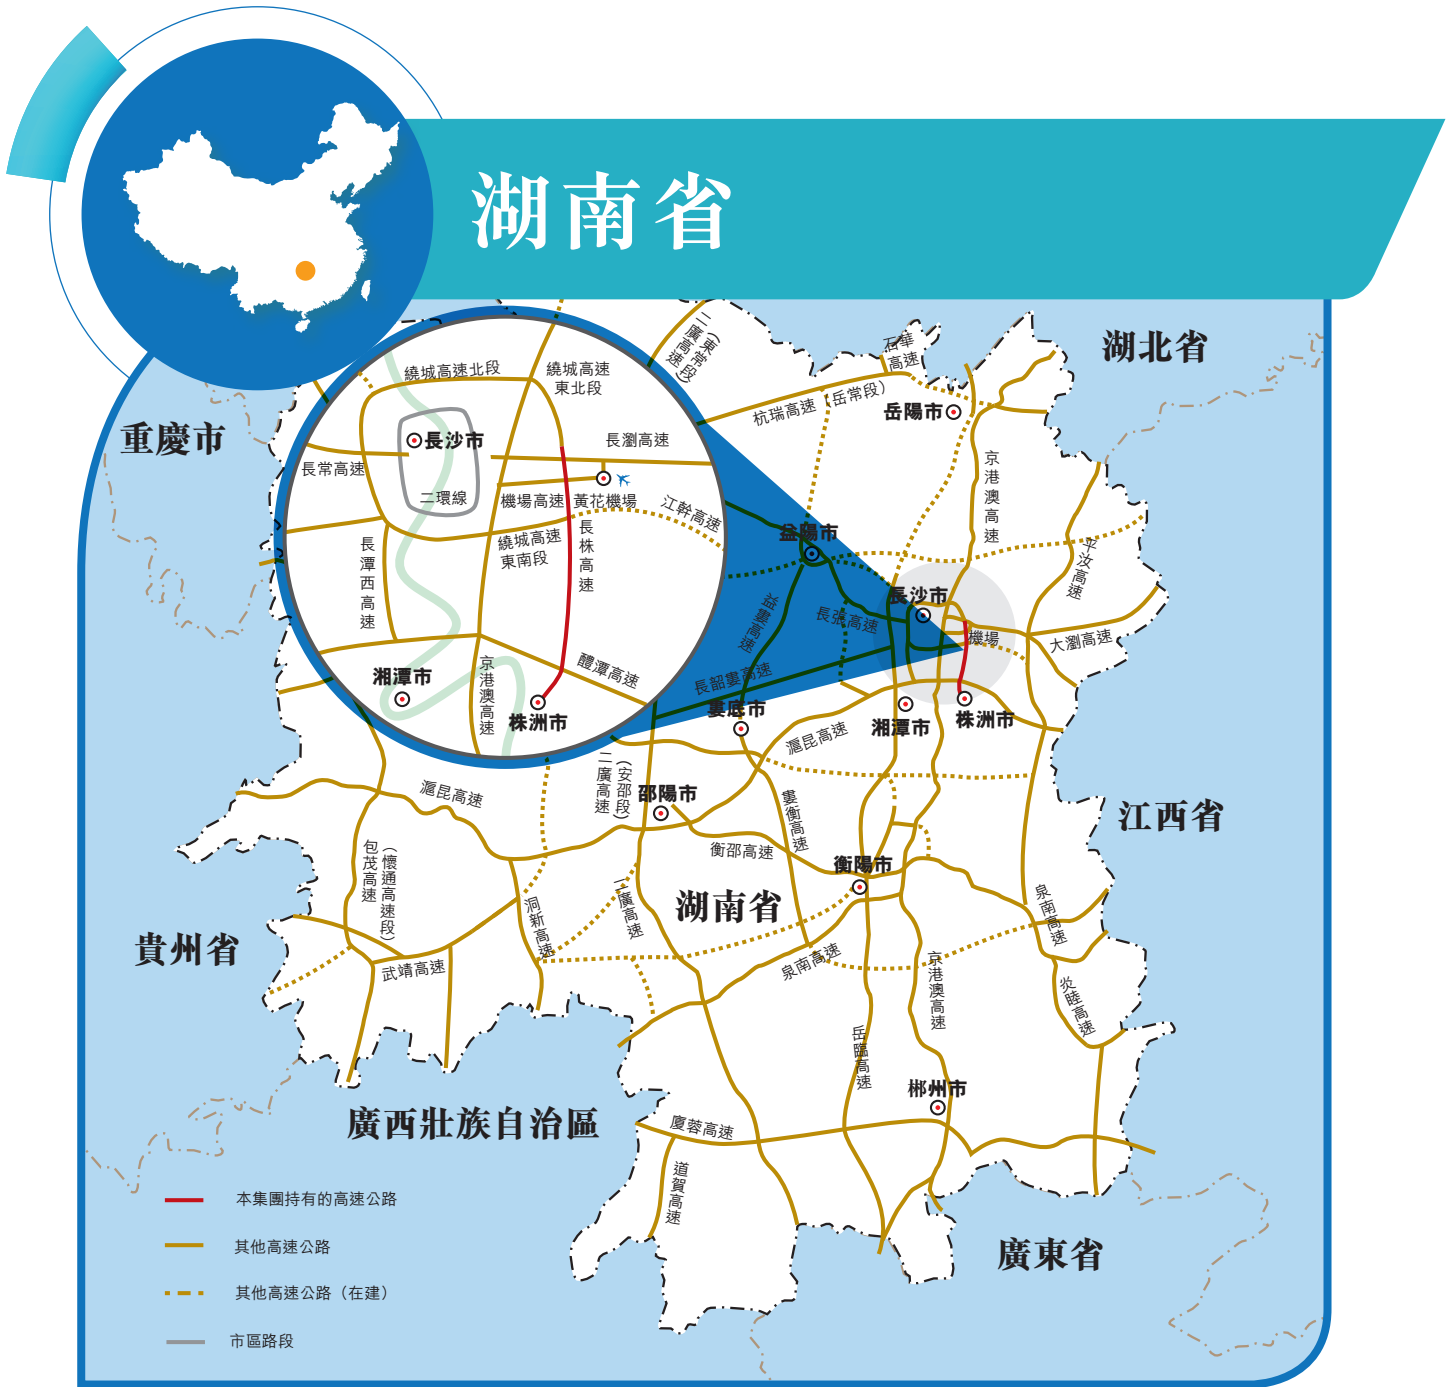 湖南省
湖北省
重慶市
江西省
貴州省
湖南省
廣西壯族自治區
廣東省
繞城高速北段
繞城高速
東北段
長沙市
長瀏高速
長常高速
二環線
機場高速
黃花機場
江幹高速
繞城高速
東南段
長株高速
長潭西高速
湘潭市
京港澳高速
醴潭高速
株洲市
二廣高速
(東常段)
石華
高速
杭瑞高速（岳常段）
岳陽市
京港澳高速
益陽市
平汝高速
長沙市
益婁高速
長張高速
機場
大瀏高速
長韶婁高速
婁底市
湘潭市
株洲市
滬昆高速
滬昆高速
二廣高速
(安邵段)
邵陽市
婁衡高速
衡邵高速
衡陽市
包茂高速
(懷通高速段)
洞新高速
二廣高速
武靖高速
泉南高速
泉南高速
京港澳高速
炎睦高速
岳臨高速
郴州市
廈蓉高速
道賀高速
本集團持有的高速公路
其他高速公路
其他高速公路（在建）
市區路段